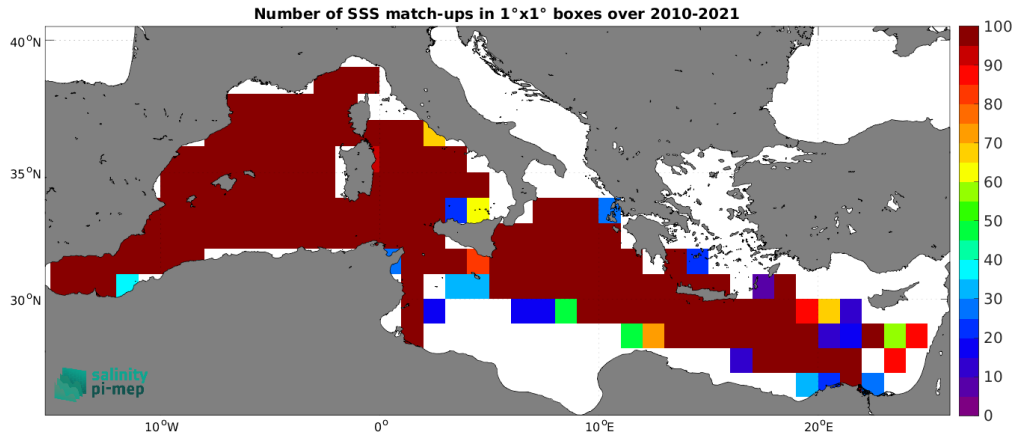 Number of SSS match-ups in 1°x1° boxes over 2010-2021
40°N
35°N
30°N
10°W
0°
10°E
20°E
100
90
80
70
60
50
40
30
20
10
0
salinity
pi-mep